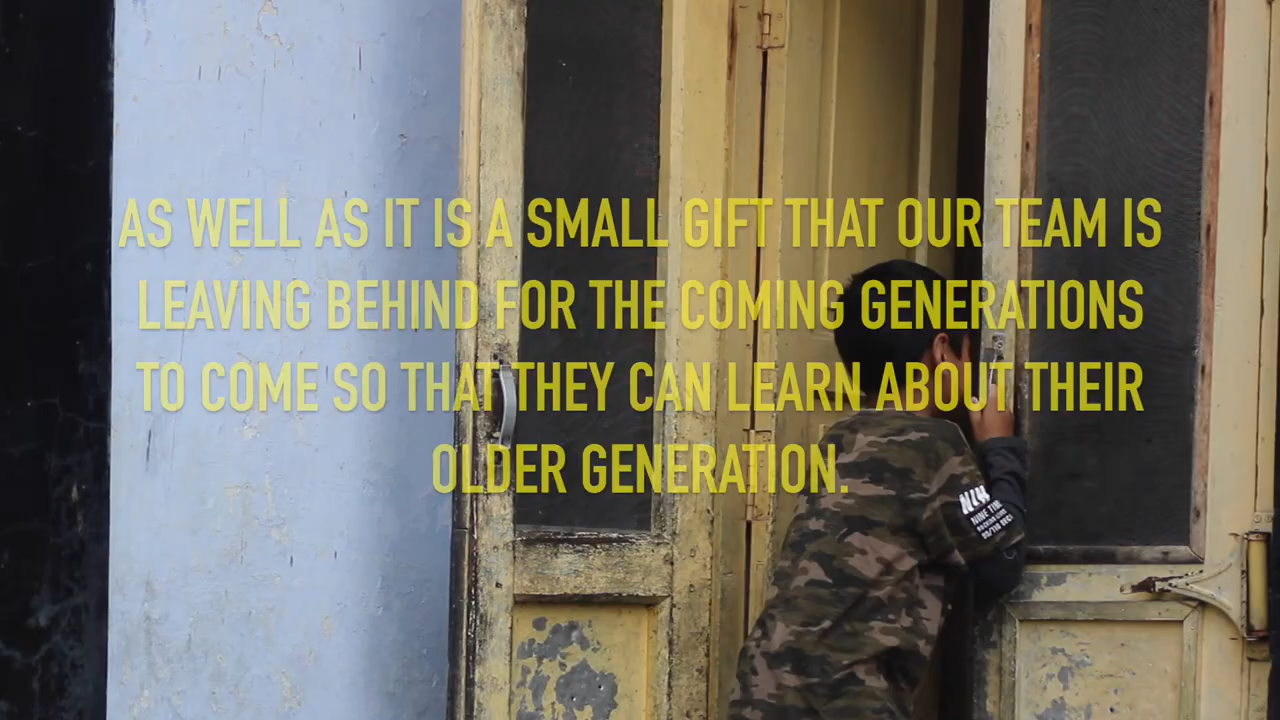 AS WELL AS IT IS A SMALL GIFT THAT OUR TEAM IS
LEAVING BEHIND FOR THE COMING GENERATIONS
TO COME SO THAT THEY CAN LEARN ABOUT THEIR
OLDER GENERATION.